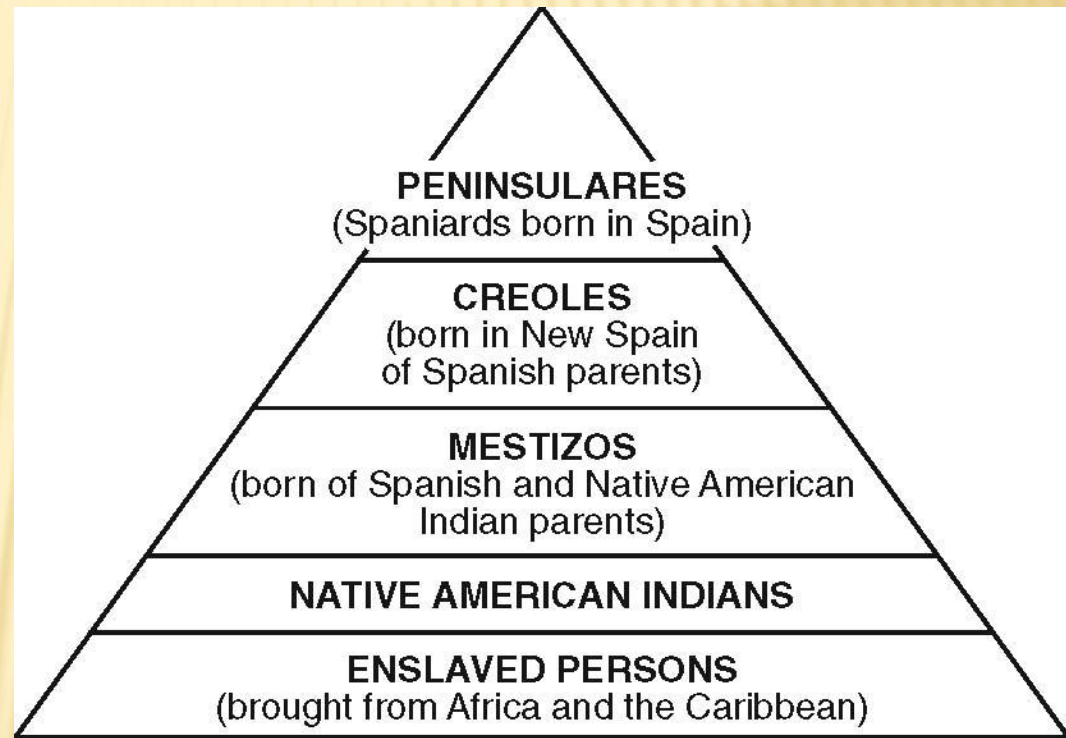 PENINSULARES
(Spaniards born in Spain)
CREOLES
(born in New Spain
of Spanish parents)
MESTIZOS
(born of Spanish and Native American
Indian parents)
NATIVE AMERICAN INDIANS
ENSLAVED PERSONS
(brought from Africa and the Caribbean)